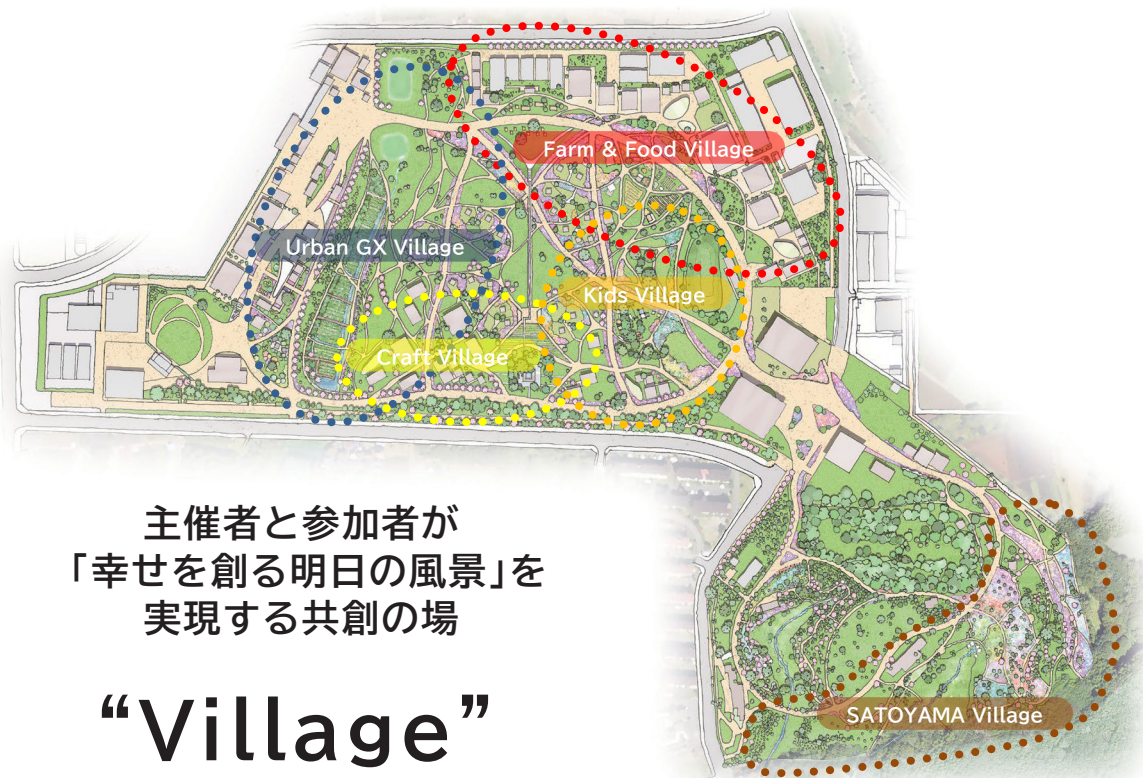 Farm & Food Village
Urban GX Village
Kids Village
Craft Village
主催者と参加者が
「幸せを創る明日の風景」を
実現する共創の場
“Village”
SATOYAMA Village